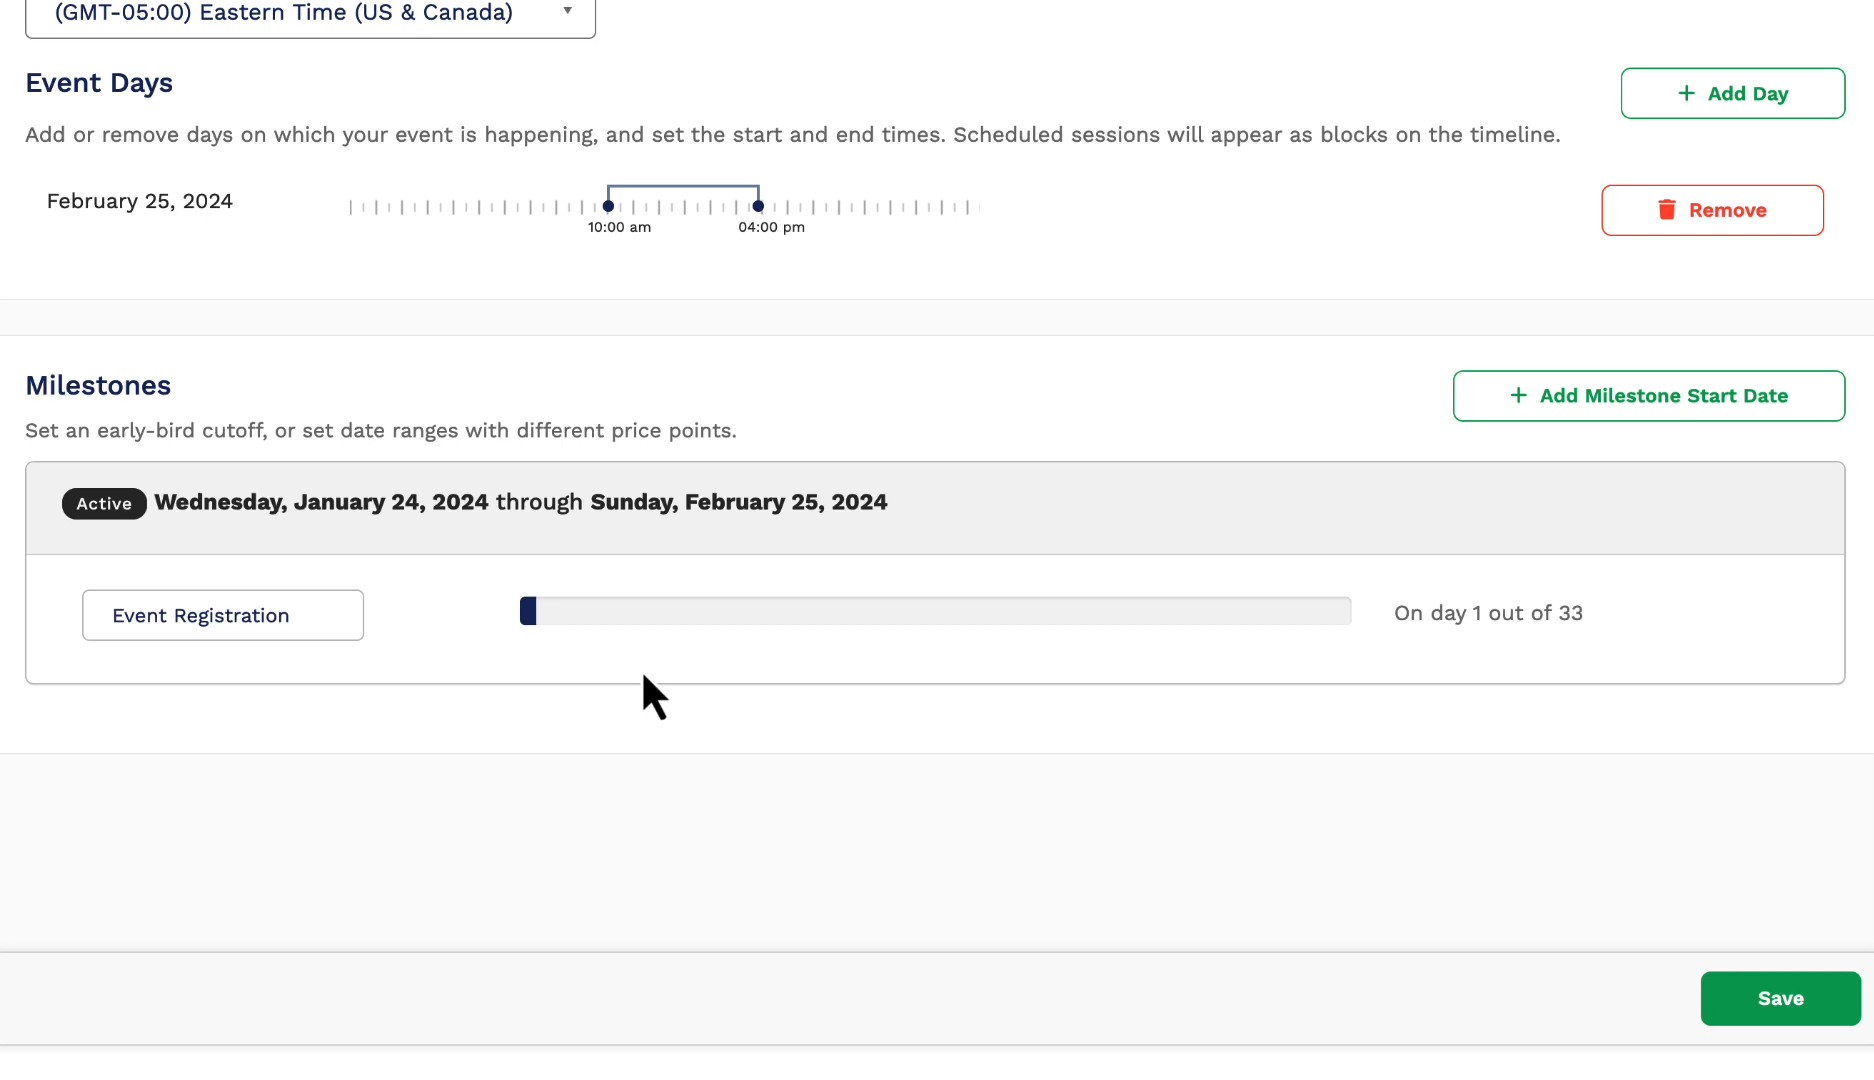 (GMT-05:00) Eastern Time (US & Canada)
Event Days
+ Add Day
Add or remove days on which your event is happening, and set the start and end times. Scheduled sessions will appear as blocks on the timeline.
February 25, 2024
10:00 am
04:00 pm
Remove
Milestones
+ Add Milestone Start Date
Set an early-bird cutoff, or set date ranges with different price points.
Active Wednesday, January 24, 2024 through Sunday, February 25, 2024
Event Registration
On day 1 out of 33
Save